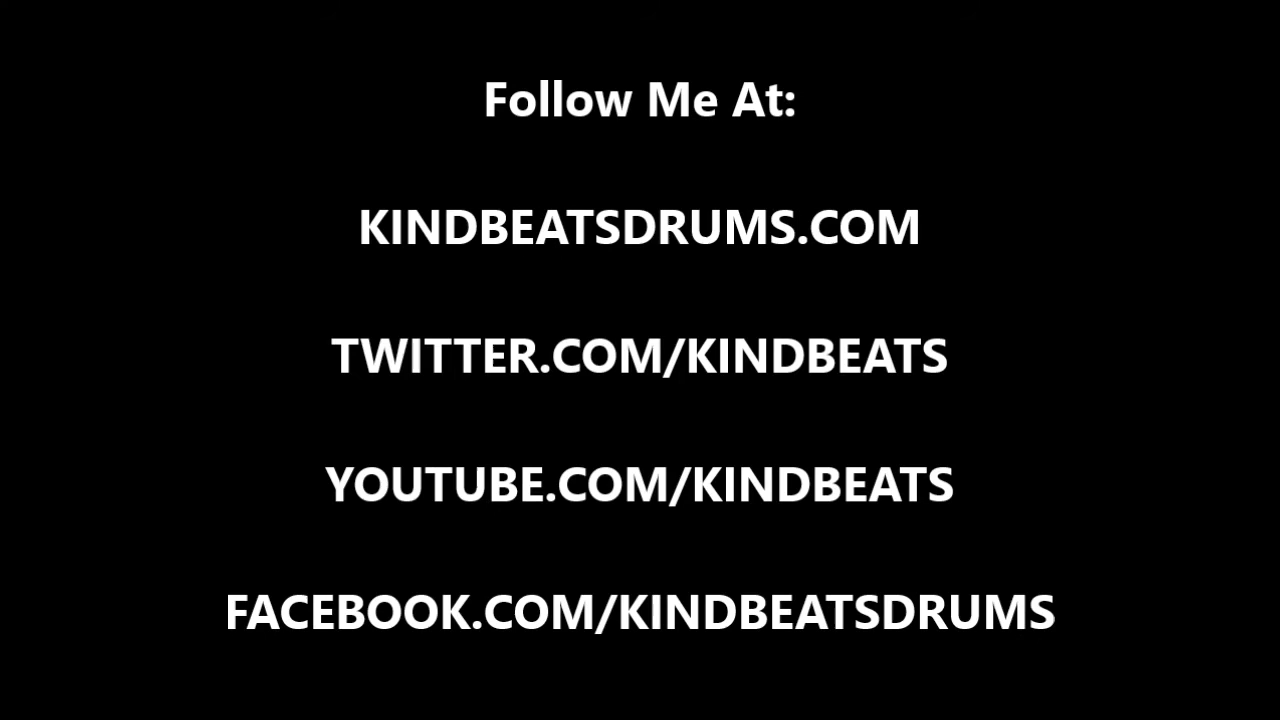 Follow Me At:
KINDBEATSDRUMS.COM
TWITTER.COM/KINDBEATS
YOUTUBE.COM/KINDBEATS
FACEBOOK.COM/KINDBEATSDRUMS